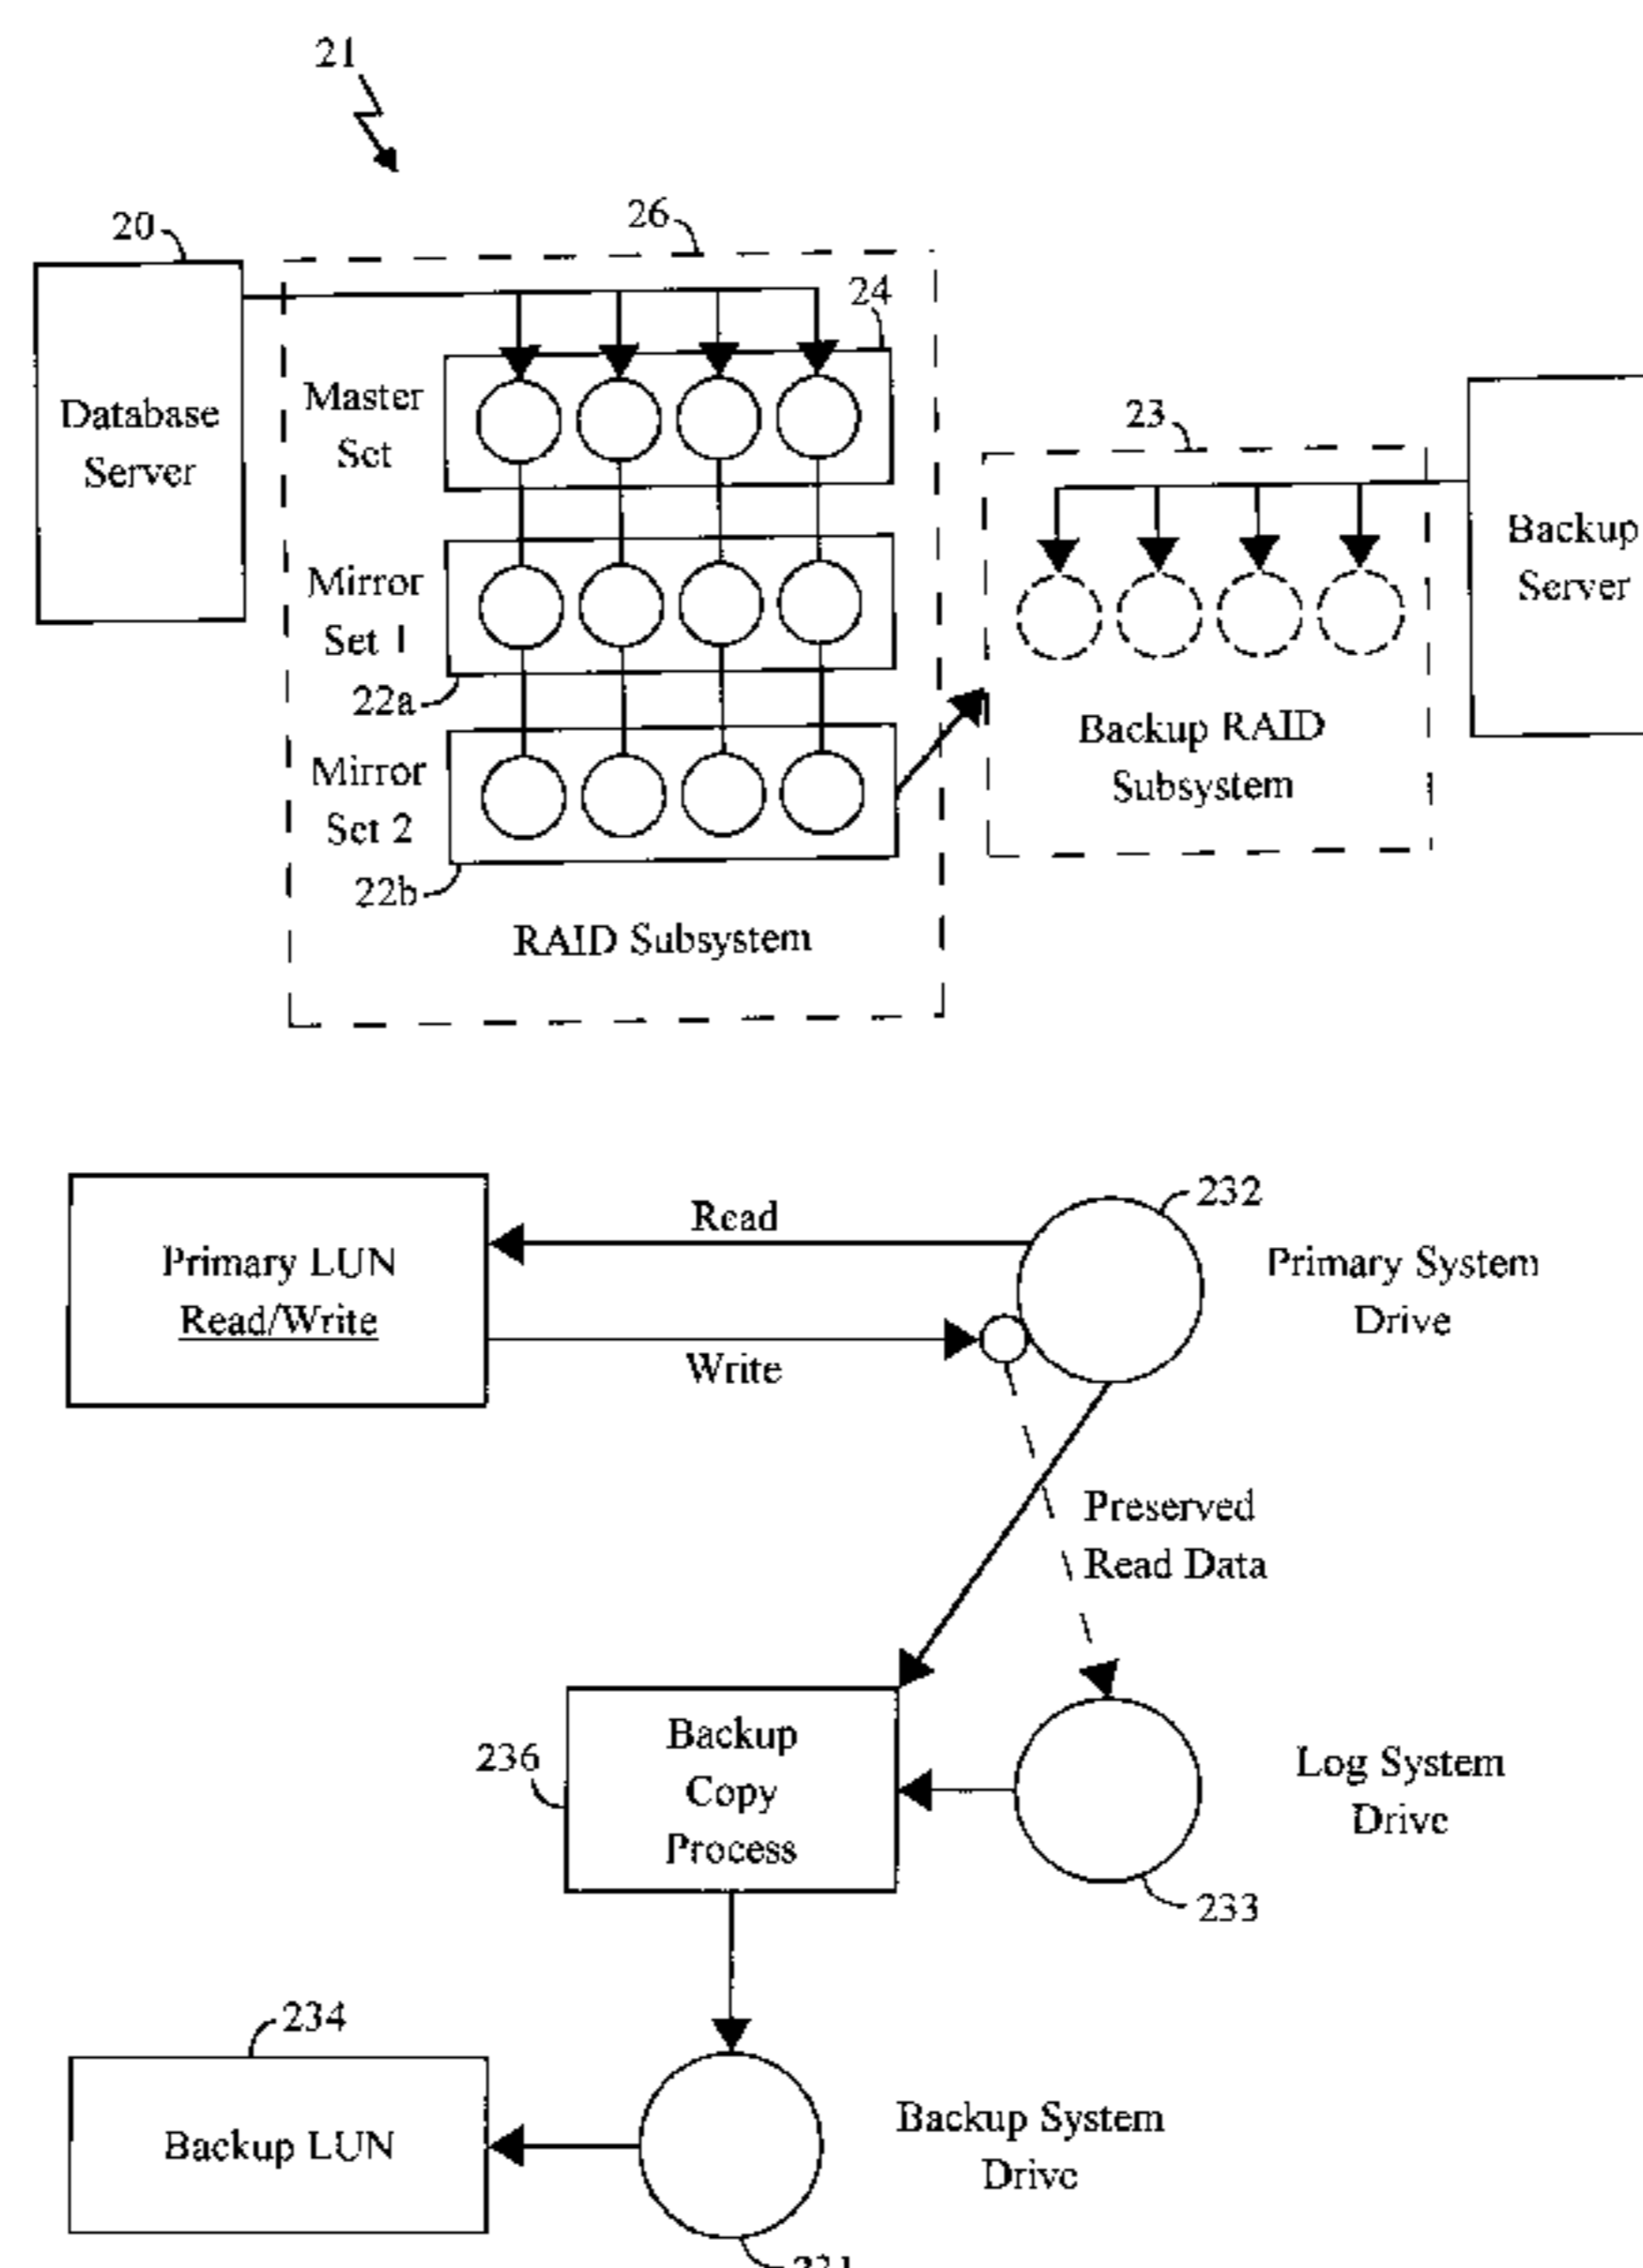 21
20
26
24
Database
Server
Master
Set
23
Backup
Server
Mirror
Set 1
22a
Backup RAID
Subsystem
Mirror
Set 2
22b
RAID Subsystem
232
Read
Primary LUN
Read/Write
Primary System
Drive
Write
Preserved
Read Data
Backup
Copy
Process
236
Log System
Drive
233
234
Backup LUN
Backup System
Drive